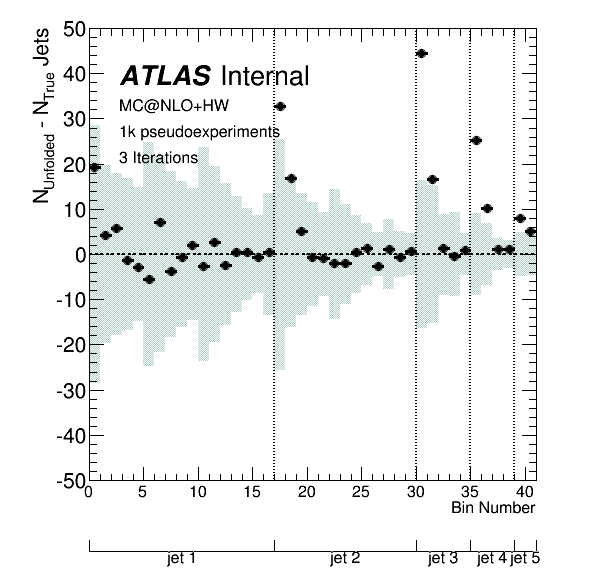 N_Unfolded - N_True Jets
50
40
30
20
10
0
-10
-20
-30
-40
-50
ATLAS Internal
MC@NLO+HW
1k pseudoexperiments
3 Iterations
0 5 10 15 20 25 30 35 40
Bin Number
jet 1 jet 2 jet 3 jet 4 jet 5